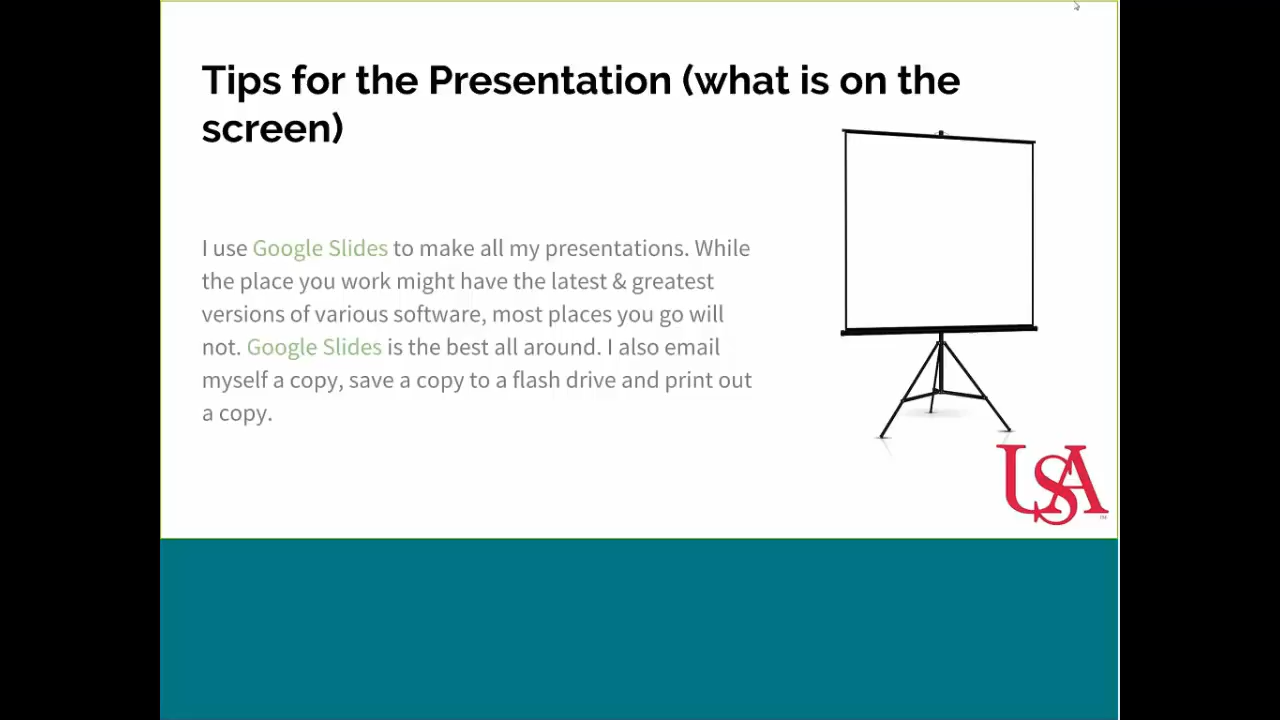 Tips for the Presentation (what is on the
screen)
I use Google Slides to make all my presentations. While
the place you work might have the latest & greatest
versions of various software, most places you go will
not. Google Slides is the best all around. I also email
myself a copy, save a copy to a flash drive and print out
a copy.
USA